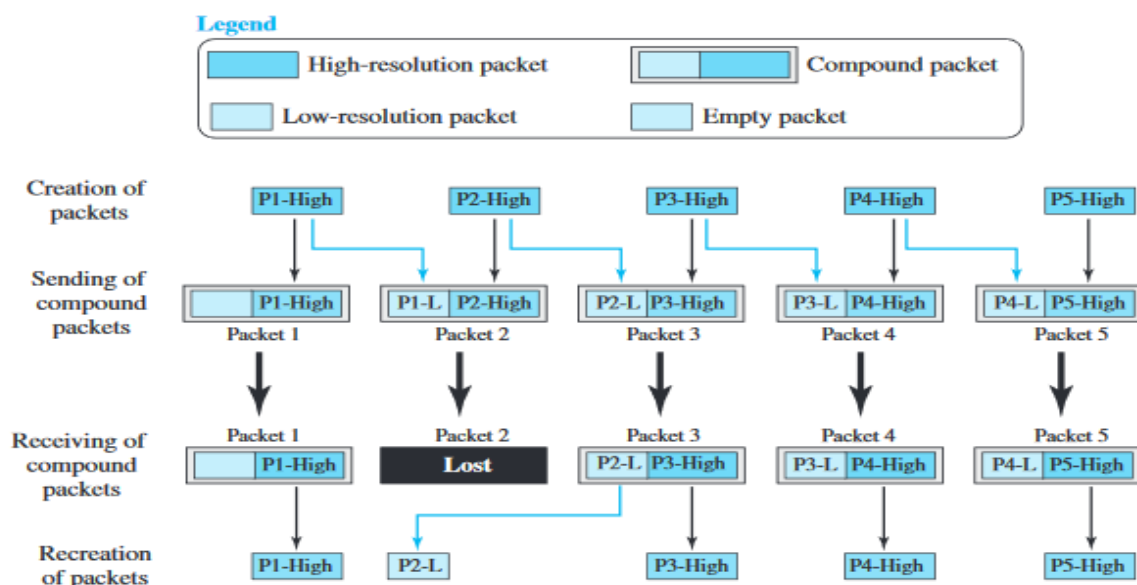 Legend
High-resolution packet Compound packet
Low-resolution packet Empty packet
Creation of
packets
P1-High P2-High P3-High P4-High P5-High
Sending of
compound
packets
P1-High P1-L P2-High P2-L P3-High P3-L P4-High P4-L P5-High
Packet 1 Packet 2 Packet 3 Packet 4 Packet 5
Receiving of
compound
packets
Packet 1 Packet 2 Packet 3 Packet 4 Packet 5
P1-High Lost P2-L P3-High P3-L P4-High P4-L P5-High
Recreation
of packets
P1-High P2-L P3-High P4-High P5-High